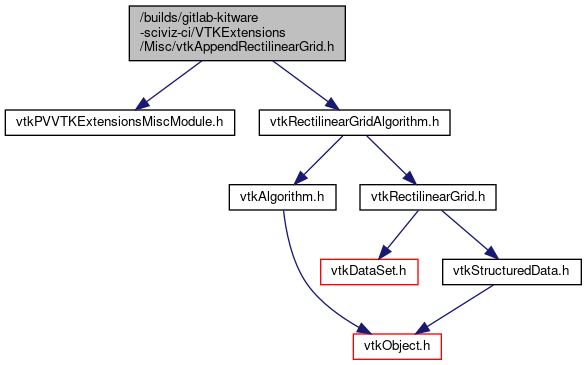 /builds/gitlab-kitware
-sciviz-ci/VTKExtensions
/Misc/vtkAppendRectilinearGrid.h
vtkPVVTKExtensionsMiscModule.h
vtkRectilinearGridAlgorithm.h
vtkAlgorithm.h
vtkRectilinearGrid.h
vtkDataSet.h
vtkStructuredData.h
vtkObject.h